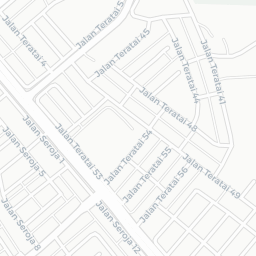 Jalan Teratai 5
Jalan Teratai 45
Jalan Teratai 4
Jalan Teratai 44
Jalan Teratai 41
Jalan Teratai 48
Jalan Seroja 1
Jalan Teratai 53
Jalan Teratai 54
Jalan Seroja 5
Jalan Teratai 55
Jalan Teratai 56
Jalan Teratai 49
Jalan Seroja 8
Jalan Seroja 12